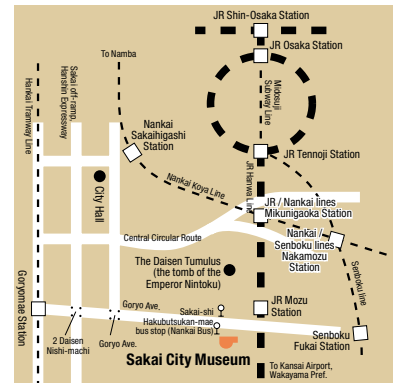 JR Shin-Osaka Station
JR Osaka Station
To Namba
Hankai Tramway Line
Sakai off-ramp,
Hanshin Expressway
Midosuji
Subway Line
Nankai
Sakaihigashi
Station
JR Tennoji Station
City Hall
Nankai Koya Line
JR Hanwa Line
JR / Nankai lines
Mikunigaoka Station
Central Circular Route
Nankai /
Senboku lines
Nakamozu
Station
The Daisen Tumulus
(the tomb of the
Emperor Nintoku)
Senboku line
Goryomae Station
Goryo Ave.
Sakai-shi
Hakubutsukan-mae
bus stop (Nankai Bus)
JR Mozu
Station
2 Daisen
Nishi-machi
Goryo Ave.
Senboku
Fukai Station
Sakai City Museum
To Kansai Airport,
Wakayama Pref.